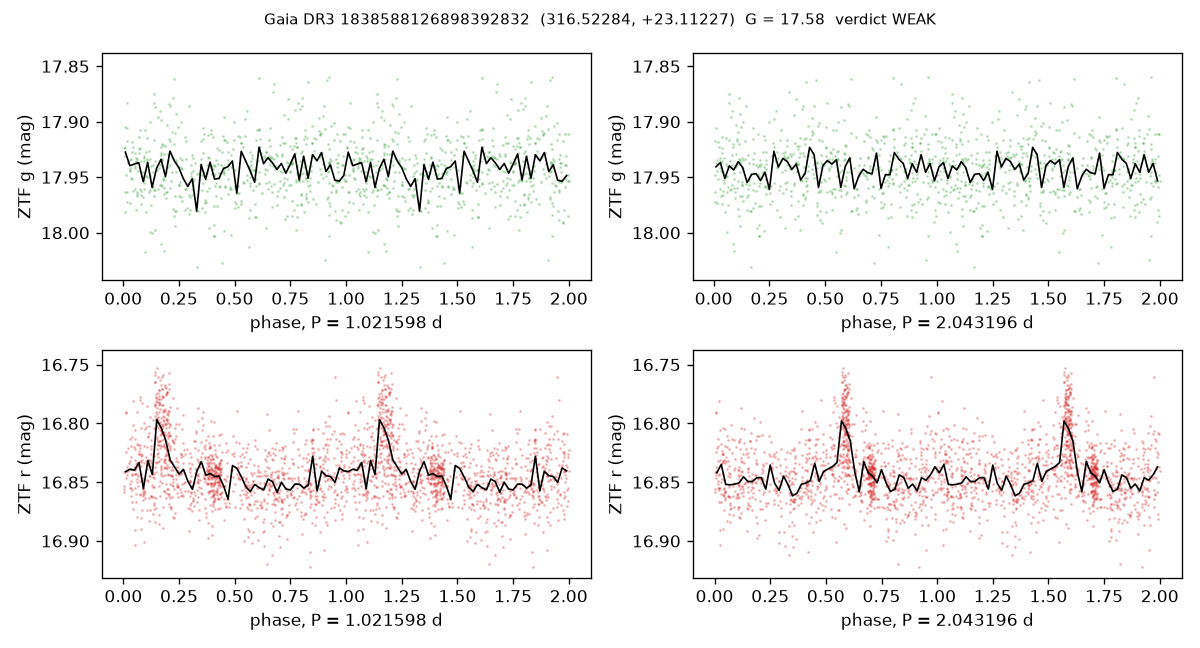 Gaia DR3 1838588126898392832 (316.52284, +23.11227) G = 17.58 verdict WEAK
ZTF g (mag)
17.85
17.90
17.95
18.00
0.00 0.25 0.50 0.75 1.00 1.25 1.50 1.75 2.00
phase, P = 1.021598 d
ZTF g (mag)
17.85
17.90
17.95
18.00
0.00 0.25 0.50 0.75 1.00 1.25 1.50 1.75 2.00
phase, P = 2.043196 d
ZTF r (mag)
16.75
16.80
16.85
16.90
0.00 0.25 0.50 0.75 1.00 1.25 1.50 1.75 2.00
phase, P = 1.021598 d
ZTF r (mag)
16.75
16.80
16.85
16.90
0.00 0.25 0.50 0.75 1.00 1.25 1.50 1.75 2.00
phase, P = 2.043196 d